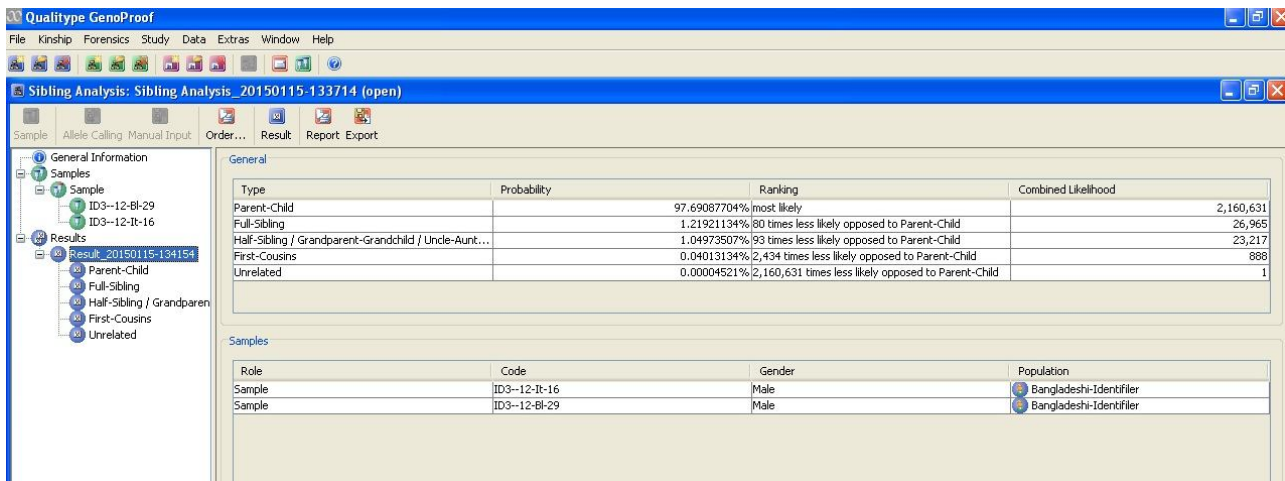 Qualitype GenoProof
File Kinship Forensics Study Data Extras Window Help
Sibling Analysis: Sibling Analysis_20150115-133714 (open)
Sample Allele Calling Manual Input Order... Result Report Export
General Information
Samples
Sample
ID3--12-Bl-29
ID3--12-It-16
Results
Result_20150115-134154
Parent-Child
Full-Sibling
Half-Sibling / Grandparen
First-Cousins
Unrelated
General
Type Probability Ranking Combined Likelihood
Parent-Child 97.69087704% most likely 2,160,631
Full-Sibling 1.21921134% 80 times less likely opposed to Parent-Child 26,965
Half-Sibling / Grandparent-Grandchild / Uncle-Aunt... 1.04973507% 93 times less likely opposed to Parent-Child 23,217
First-Cousins 0.04013134% 2,434 times less likely opposed to Parent-Child 888
Unrelated 0.00004521% 2,160,631 times less likely opposed to Parent-Child 1
Samples
Role Code Gender Population
Sample ID3--12-It-16 Male Bangladeshi-Identifiler
Sample ID3--12-Bl-29 Male Bangladeshi-Identifiler